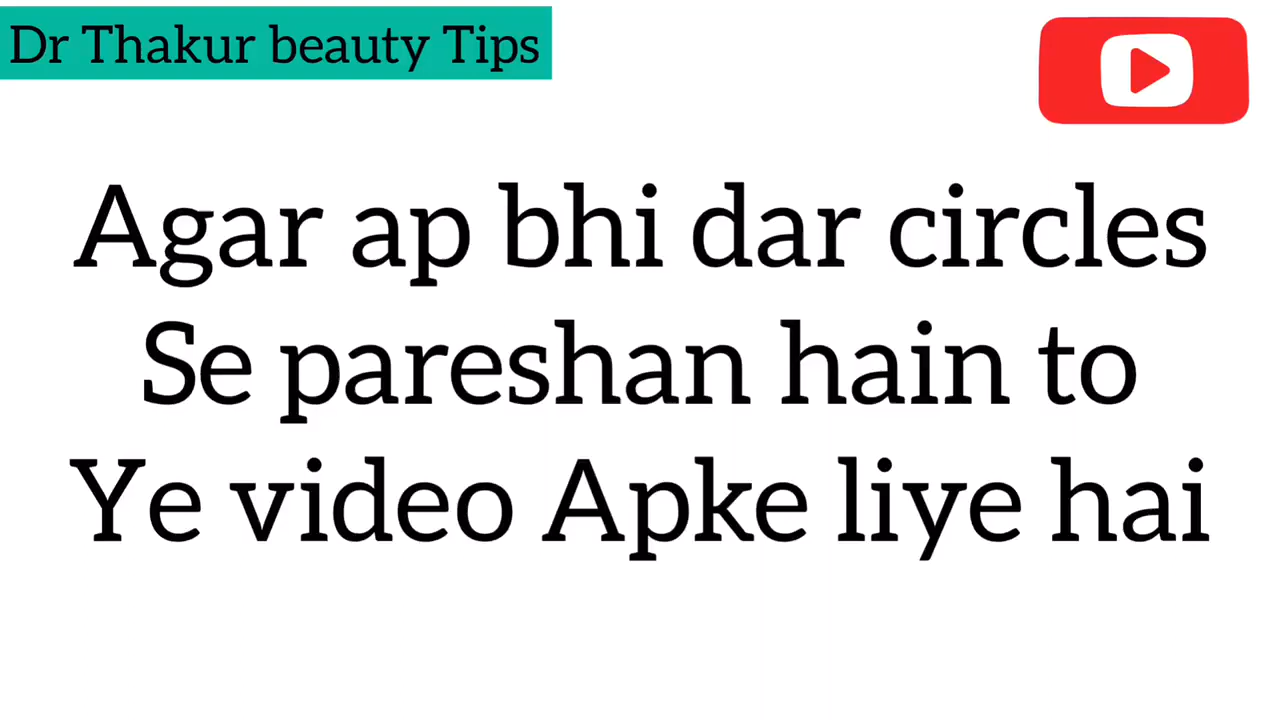 Dr Thakur beauty Tips
Agar ap bhi dar circles
Se pareshan hain to
Ye video Apke liye hai